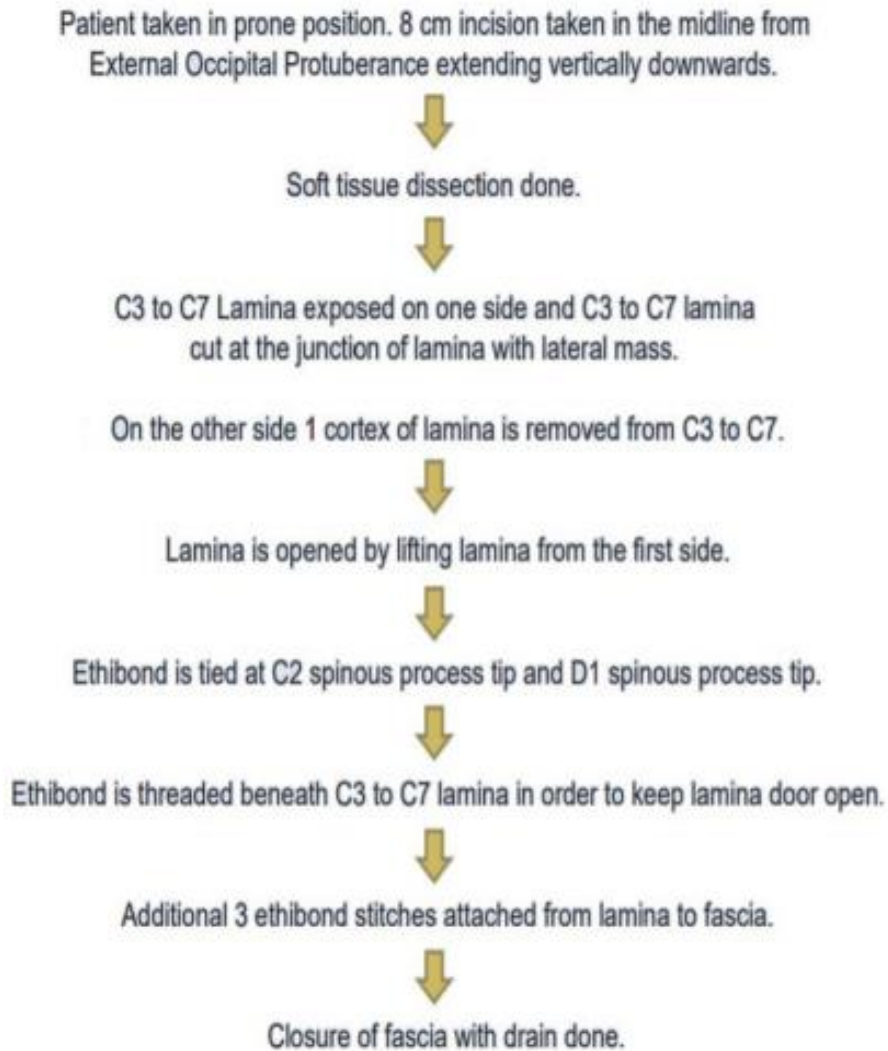 Patient taken in prone position. 8 cm incision taken in the midline from
External Occipital Protuberance extending vertically downwards.
Soft tissue dissection done.
C3 to C7 Lamina exposed on one side and C3 to C7 lamina
cut at the junction of lamina with lateral mass.
On the other side 1 cortex of lamina is removed from C3 to C7.
Lamina is opened by lifting lamina from the first side.
Ethibond is tied at C2 spinous process tip and D1 spinous process tip.
Ethibond is threaded beneath C3 to C7 lamina in order to keep lamina door open.
Additional 3 ethibond stitches attached from lamina to fascia.
Closure of fascia with drain done.